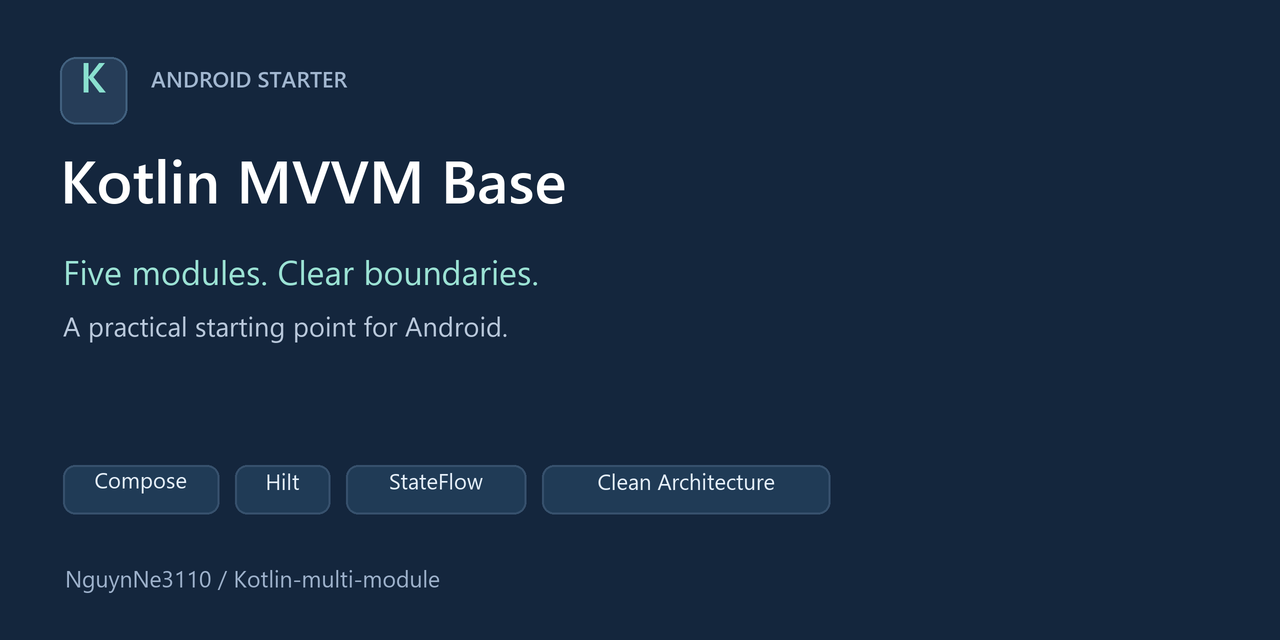 K
ANDROID STARTER
Kotlin MVVM Base
Five modules. Clear boundaries.
A practical starting point for Android.
Compose
Hilt
StateFlow
Clean Architecture
NguynNe3110 / Kotlin-multi-module